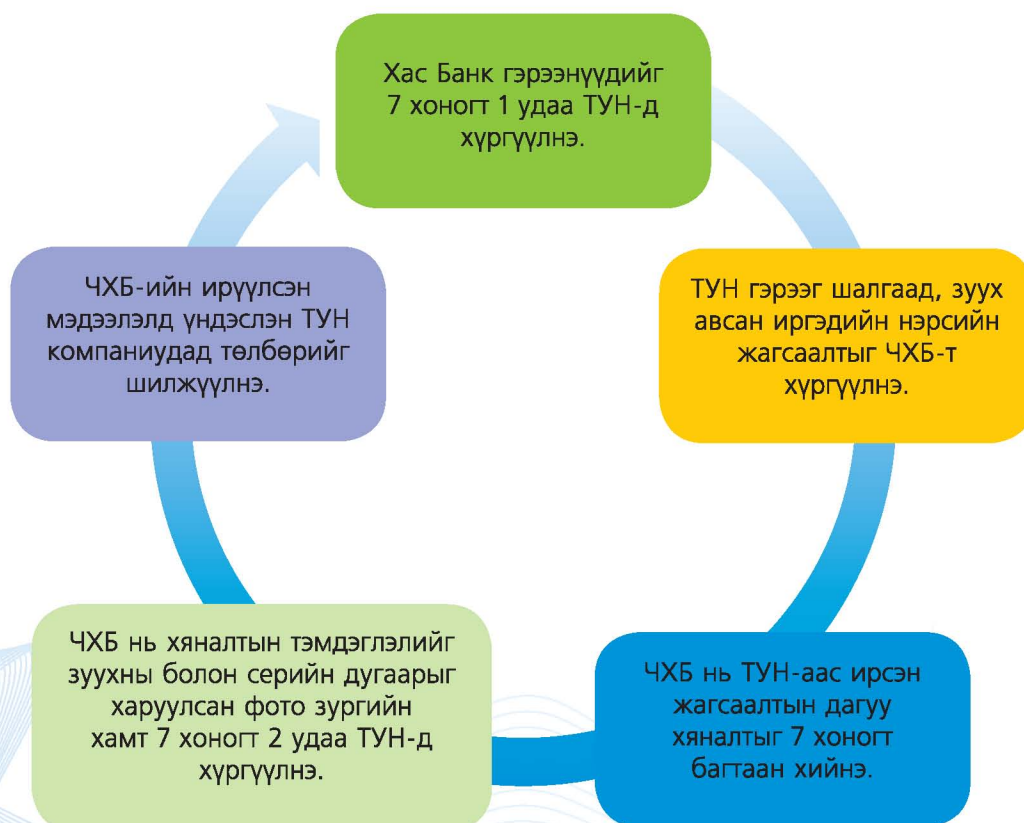 Хас Банк гэрээнүүдийг
7 хоногт 1 удаа ТУН-д
хүргүүлнэ.
ТУН гэрээг шалгаад, зуух
авсан иргэдийн нэрсийн
жагсаалтыг ЧХБ-т
хүргүүлнэ.
ЧХБ нь ТУН-аас ирсэн
жагсаалтын дагуу
хяналтыг 7 хоногт
багтаан хийнэ.
ЧХБ нь хяналтын тэмдэглэлийг
зуухны болон серийн дугаарыг
харуулсан фото зургийн
хамт 7 хоногт 2 удаа ТУН-д
хүргүүлнэ.
ЧХБ-ийн ирүүлсэн
мэдээлэлд үндэслэн ТУН
компаниудад төлбөрийг
шилжүүлнэ.